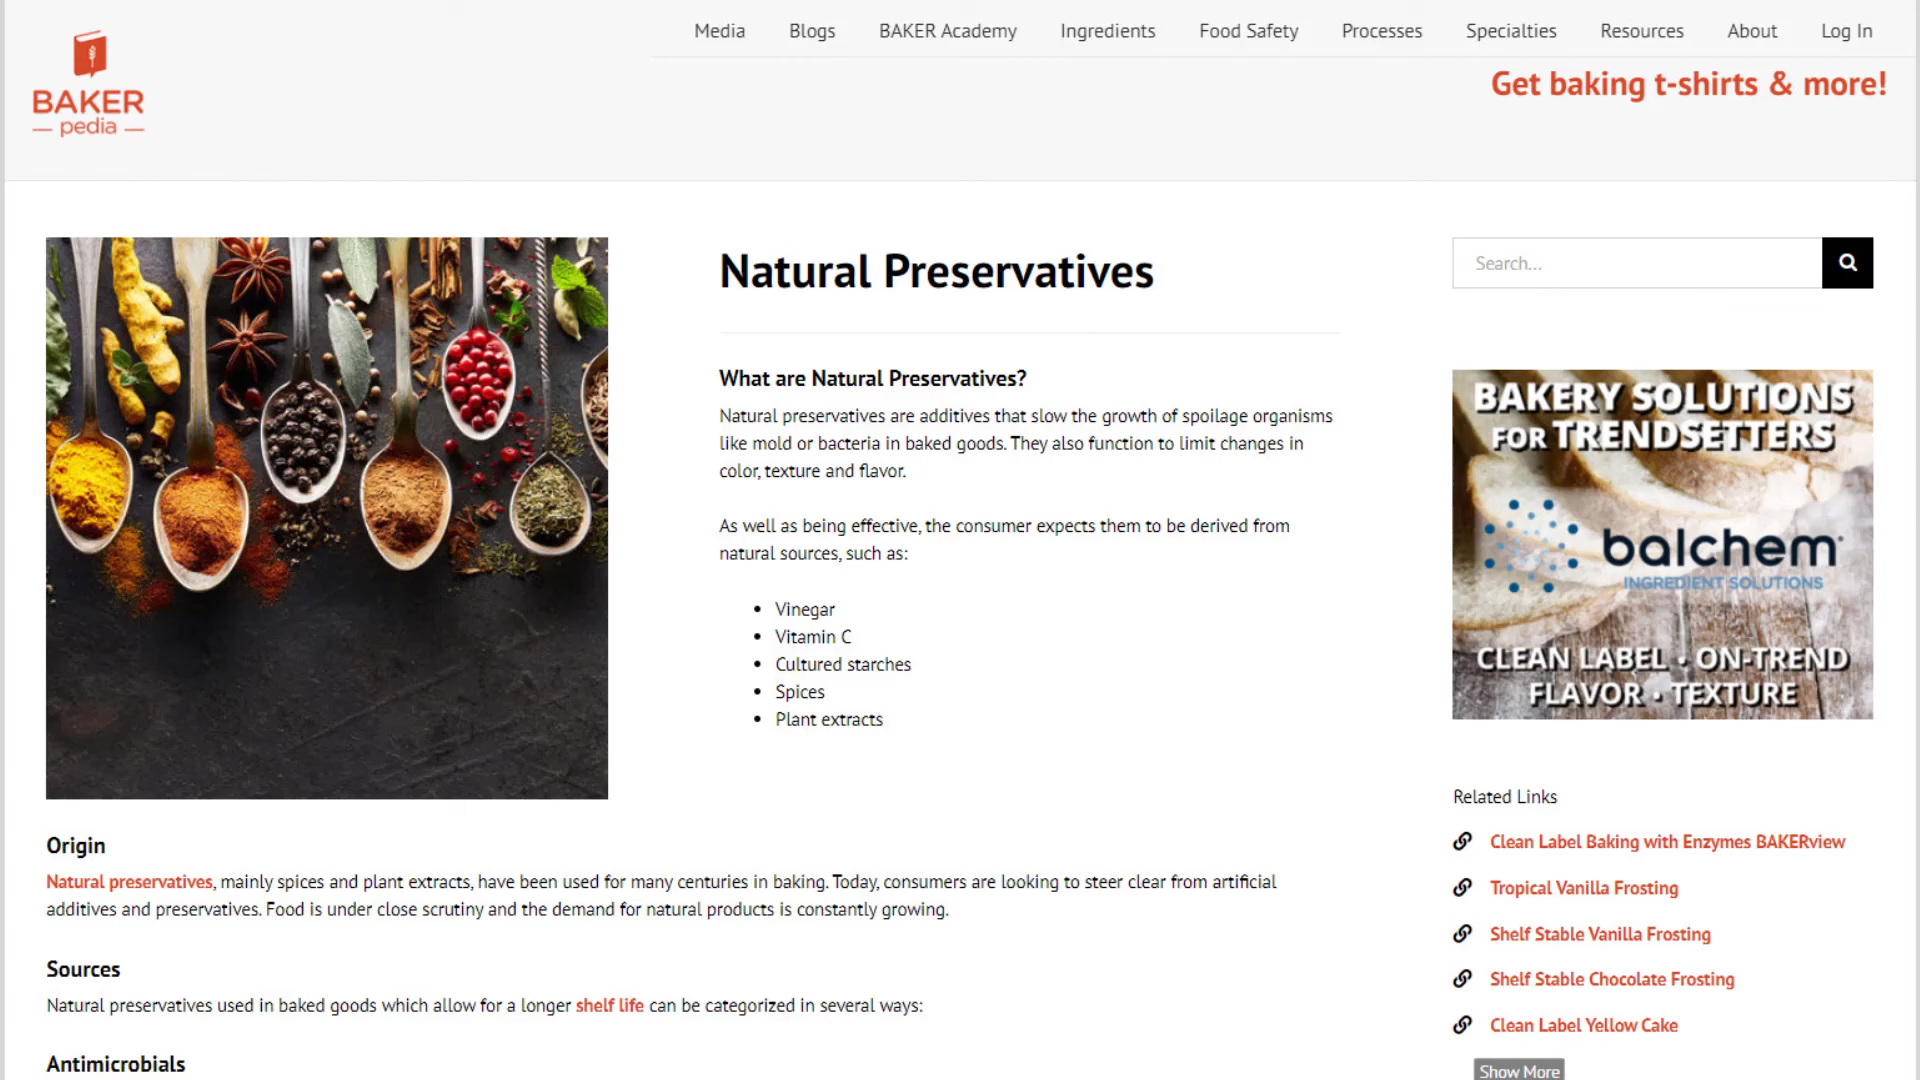 Media Blogs BAKER Academy Ingredients Food Safety Processes Specialties Resources About Log In
BAKER
pedia
Get baking t-shirts & more!
Natural Preservatives
What are Natural Preservatives?
Natural preservatives are additives that slow the growth of spoilage organisms
like mold or bacteria in baked goods. They also function to limit changes in
color, texture and flavor.
As well as being effective, the consumer expects them to be derived from
natural sources, such as:
• Vinegar
• Vitamin C
• Cultured starches
• Spices
• Plant extracts
Origin
Natural preservatives, mainly spices and plant extracts, have been used for many centuries in baking. Today, consumers are looking to steer clear from artificial
additives and preservatives. Food is under close scrutiny and the demand for natural products is constantly growing.
Sources
Natural preservatives used in baked goods which allow for a longer shelf life can be categorized in several ways:
Antimicrobials
Search...
BAKERY SOLUTIONS
FOR TRENDSETTERS
balchem
INGREDIENT SOLUTIONS
CLEAN LABEL • ON-TREND
FLAVOR • TEXTURE
Related Links
Clean Label Baking with Enzymes BAKERview
Tropical Vanilla Frosting
Shelf Stable Vanilla Frosting
Shelf Stable Chocolate Frosting
Clean Label Yellow Cake
Show More